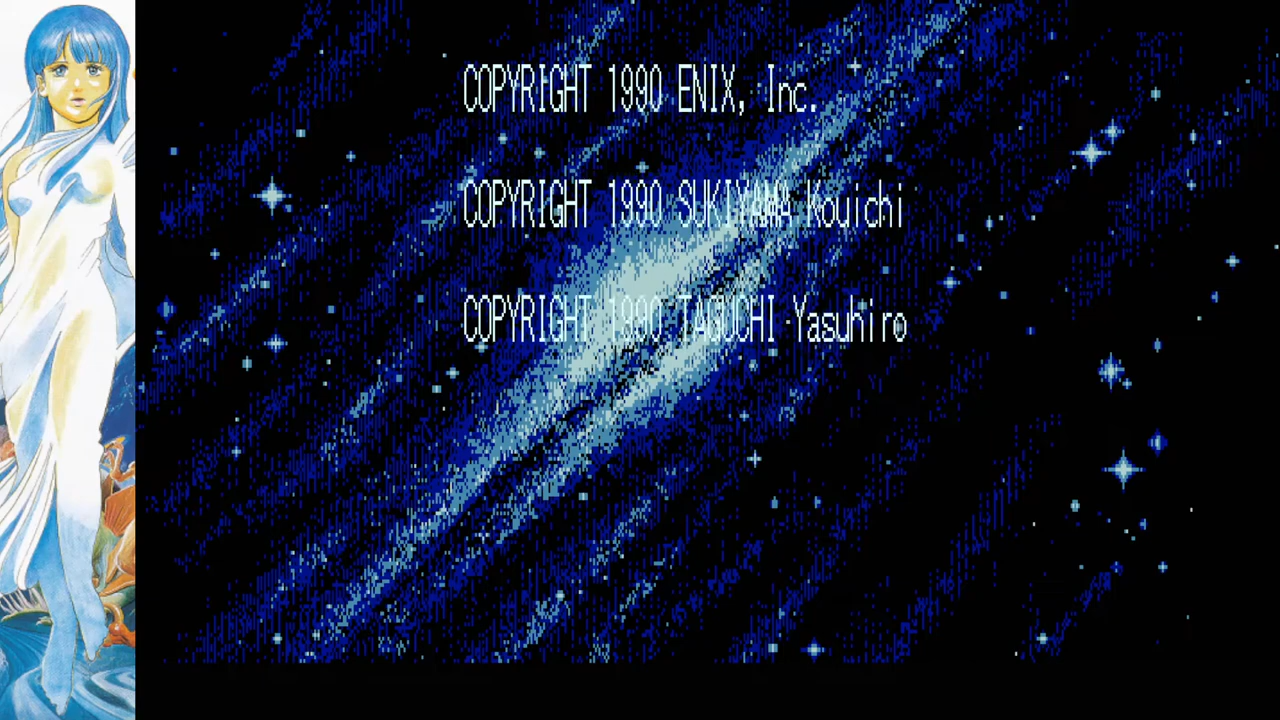 COPYRIGHT 1990 ENIX, Inc.
COPYRIGHT 1990 SUKIYAMA Kouichi
COPYRIGHT 1990 TAGUCHI Yasuhiro